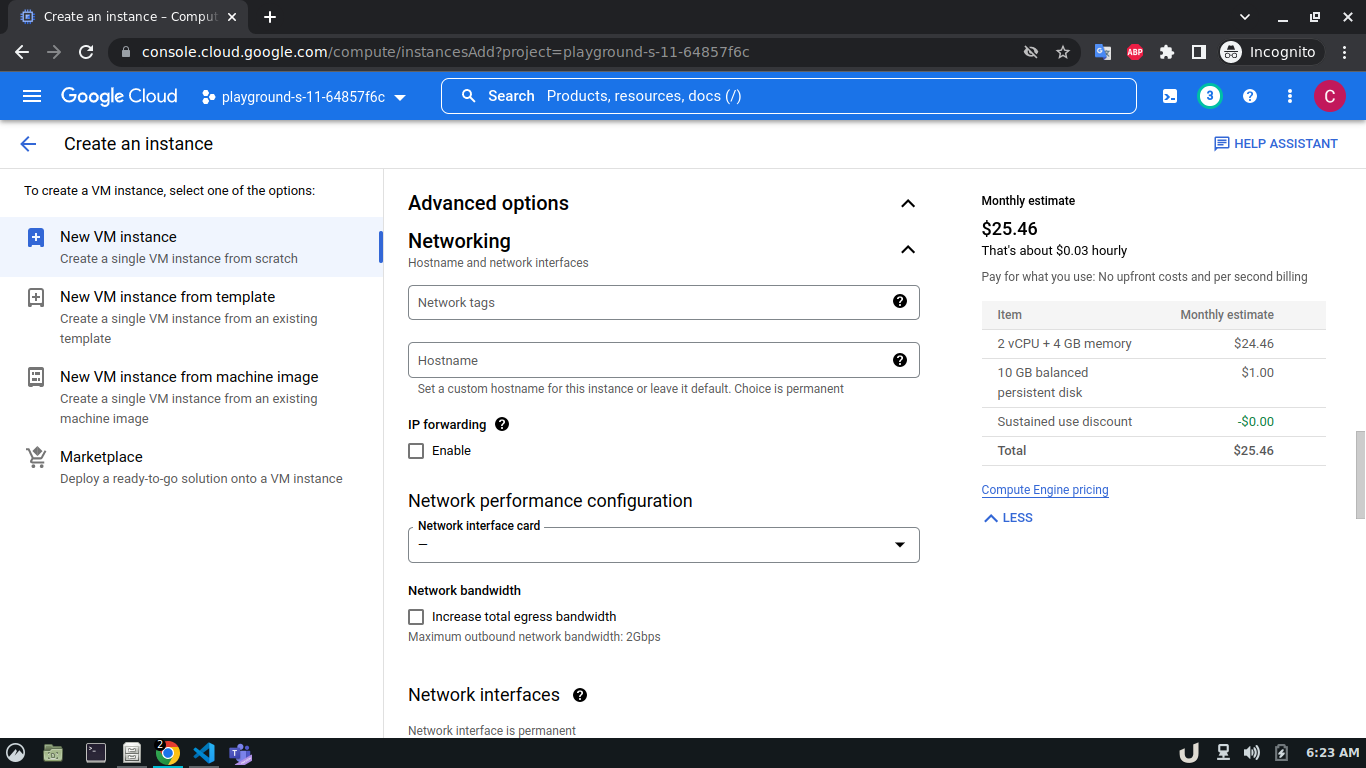 Create an instance – Comput
console.cloud.google.com/compute/instancesAdd?project=playground-s-11-64857f6c
ABP
Incognito
Google Cloud
playground-s-11-64857f6c
Search Products, resources, docs (/)
3
C
Create an instance
HELP ASSISTANT
To create a VM instance, select one of the options:
New VM instance
Create a single VM instance from scratch
New VM instance from template
Create a single VM instance from an existing
template
New VM instance from machine image
Create a single VM instance from an existing
machine image
Marketplace
Deploy a ready-to-go solution onto a VM instance
Advanced options
Networking
Hostname and network interfaces
Network tags
Hostname
Set a custom hostname for this instance or leave it default. Choice is permanent
IP forwarding
Enable
Network performance configuration
Network interface card
—
Network bandwidth
Increase total egress bandwidth
Maximum outbound network bandwidth: 2Gbps
Network interfaces
Network interface is permanent
Monthly estimate
$25.46
That's about $0.03 hourly
Pay for what you use: No upfront costs and per second billing
Item Monthly estimate
2 vCPU + 4 GB memory $24.46
10 GB balanced $1.00
persistent disk
Sustained use discount -$0.00
Total $25.46
Compute Engine pricing
LESS
2
6:23 AM